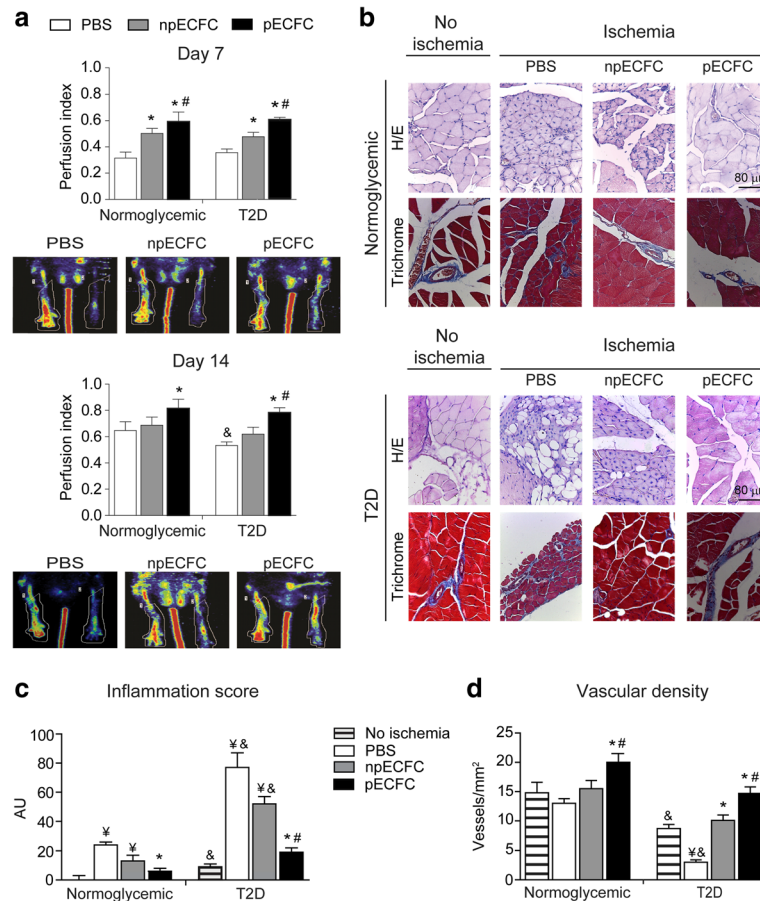 a
PBS npECFC pECFC
Day 7
Perfusion index
1.0
0.8
0.6
0.4
0.2
0.0
* * # * * #
Normoglycemic T2D
PBS npECFC pECFC
Day 14
Perfusion index
1.0
0.8
0.6
0.4
0.2
0.0
* & * #
Normoglycemic T2D
PBS npECFC pECFC
b
No ischemia
Ischemia
PBS npECFC pECFC
Normoglycemic
H/E
80 μ
Trichrome
No ischemia
Ischemia
PBS npECFC pECFC
T2D
H/E
80 μ
Trichrome
c
Inflammation score
AU
100
80
60
40
20
0
¥ ¥ * & ¥& ¥& * #
Normoglycemic T2D
No ischemia
PBS
npECFC
pECFC
d
Vascular density
Vessels/mm²
25
20
15
10
5
0
*# & ¥& * *#
Normoglycemic T2D